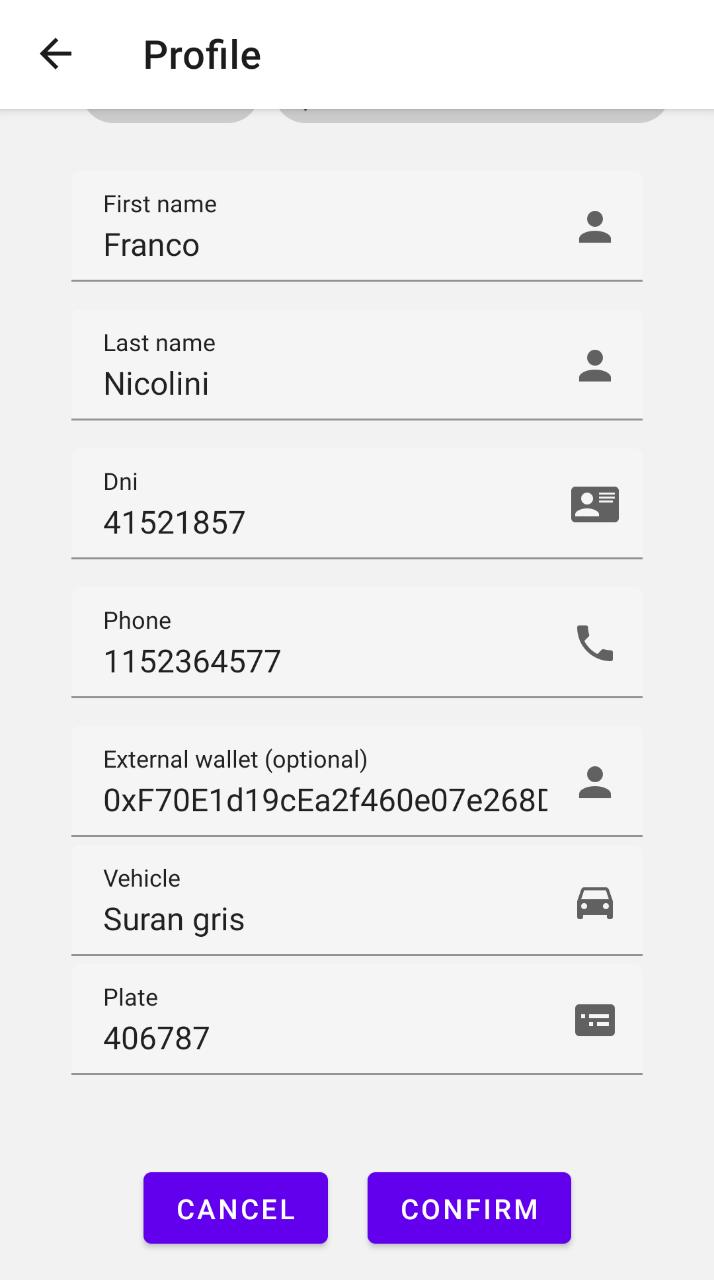 Profile
First name
Franco
Last name
Nicolini
Dni
41521857
Phone
1152364577
External wallet (optional)
0xF70E1d19cEa2f460e07e268
Vehicle
Suran gris
Plate
406787
CANCEL
CONFIRM